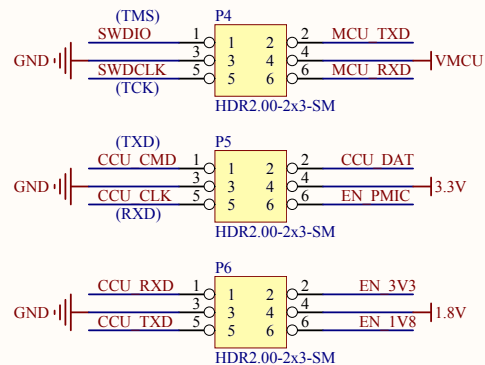 (TMS) P4
SWDIO 1 1 2 2 MCU_TXD
GND 3 3 4 4 VMCU
SWDCLK 5 5 6 6 MCU_RXD
(TCK) HDR2.00-2x3-SM
(TXD) P5
CCU_CMD 1 1 2 2 CCU_DAT
GND 3 3 4 4 3.3V
CCU_CLK 5 5 6 6 EN_PMIC
(RXD) HDR2.00-2x3-SM
P6
CCU_RXD 1 1 2 2 EN_3V3
GND 3 3 4 4 1.8V
CCU_TXD 5 5 6 6 EN_1V8
HDR2.00-2x3-SM